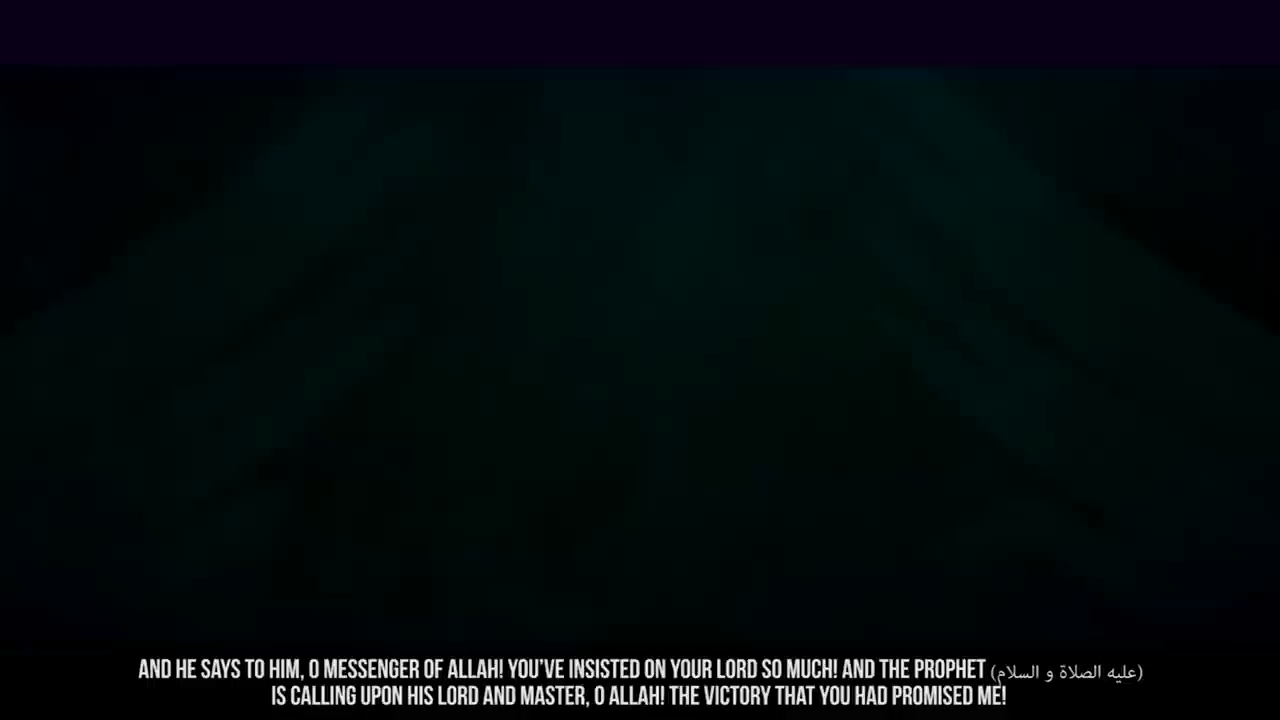 AND HE SAYS TO HIM, O MESSENGER OF ALLAH! YOU'VE INSISTED ON YOUR LORD SO MUCH! AND THE PROPHET (عليه الصلاة و السلام)
IS CALLING UPON HIS LORD AND MASTER, O ALLAH! THE VICTORY THAT YOU HAD PROMISED ME!